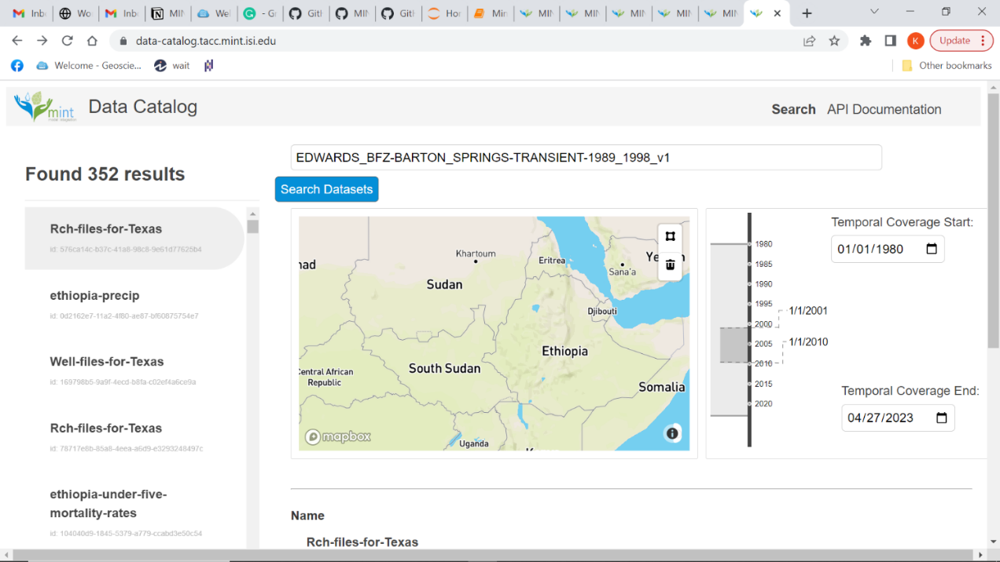 Inb
Wo
Inb
MIN
Wel
- G
Gith
MIN
Gith
Hor
Min
MIN
MIN
MIN
MIN
MIN
data-catalog.tacc.mint.isi.edu
K
Update
Welcome - Geoscie...
wait
Other bookmarks
mint
Data Catalog
Search
API Documentation
EDWARDS_BFZ-BARTON_SPRINGS-TRANSIENT-1989_1998_v1
Search Datasets
Found 352 results
Rch-files-for-Texas
id: 576ca14c-b37c-41a6-98c8-9e61d77625b4
ethiopia-precip
id: 0d2162e7-11a2-4f80-ae87-bf60875754e7
Well-files-for-Texas
id: 169798b5-9a9f-4ecd-b8fa-c02ef4a6ce9a
Rch-files-for-Texas
id: 78717e8b-85a8-4eea-a6d9-e3293248497c
ethiopia-under-five-
mortality-rates
id: 104040d9-1845-5379-a779-ccabd3e50c54
had
Khartoum
Sudan
Eritrea
Ye
Sana'a
Djibouti
Ethiopia
South Sudan
Central African
Republic
Somalia
Uganda
mapbox
1980
1985
1990
1995
2000
2005
2010
2015
2020
1/1/2001
1/1/2010
Temporal Coverage Start:
01/01/1980
Temporal Coverage End:
04/27/2023
Name
Rch-files-for-Texas